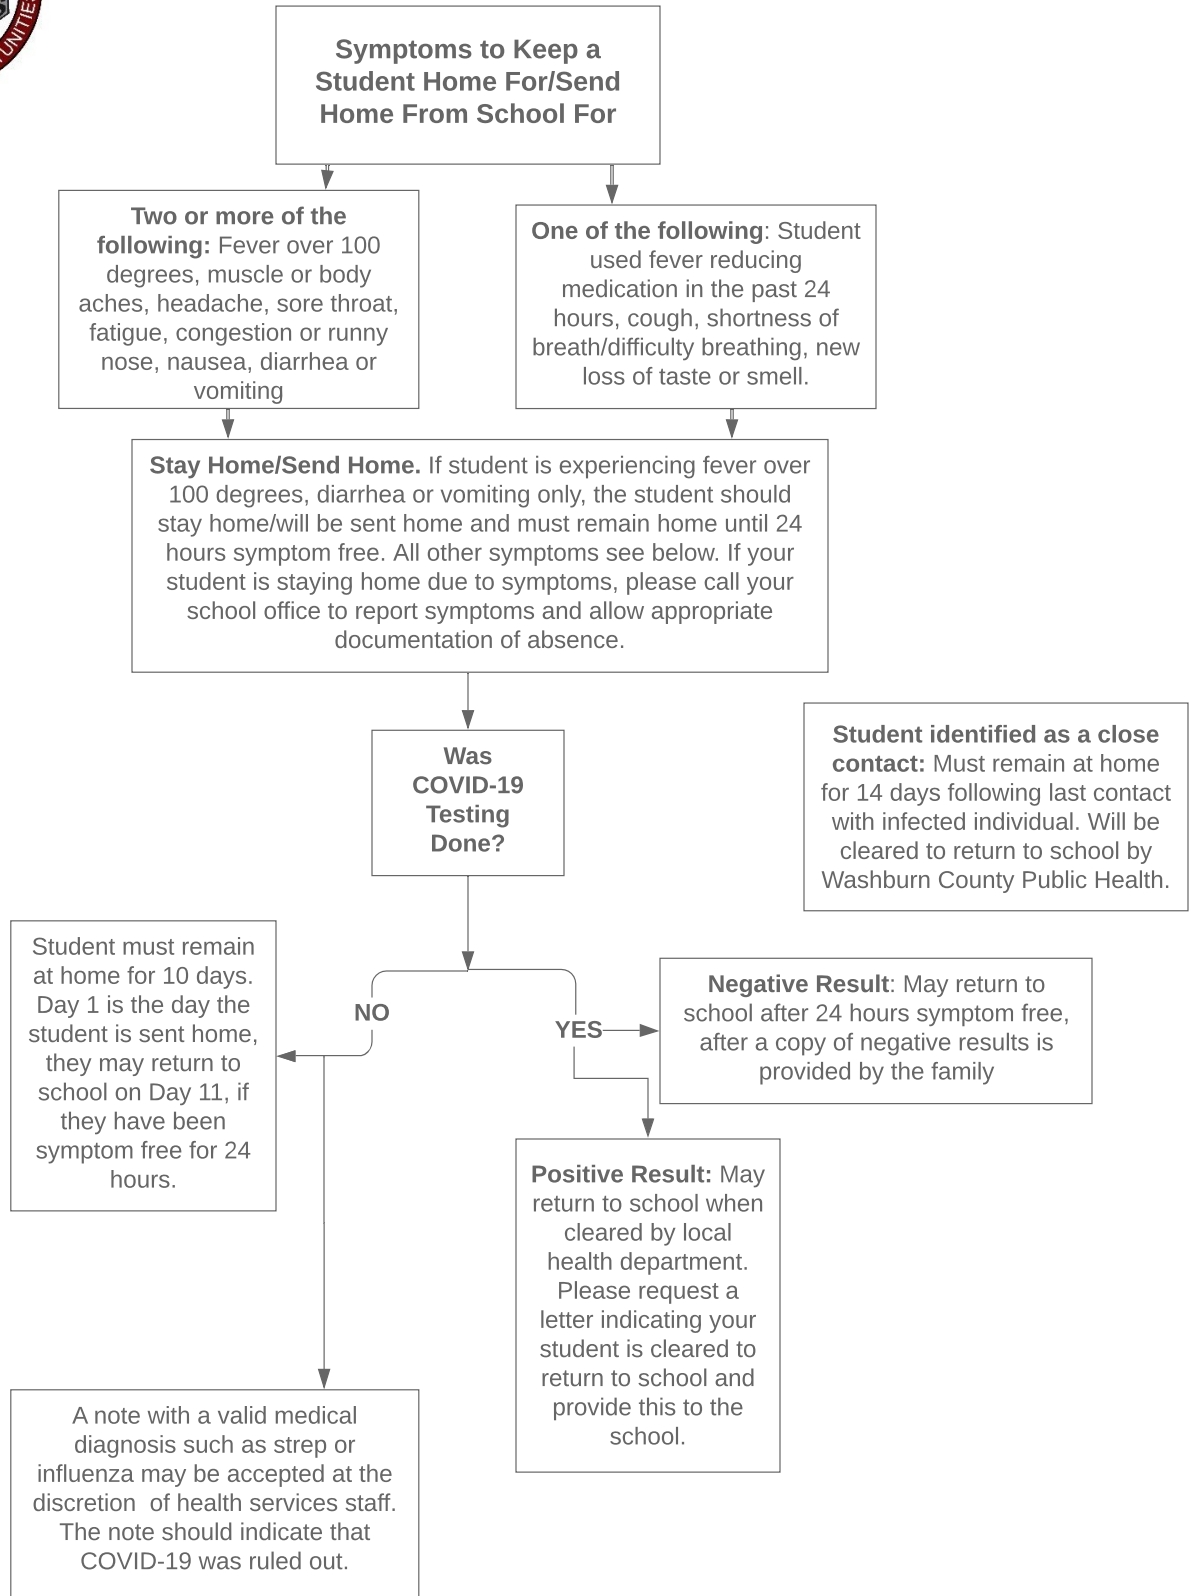 UNITIES
Symptoms to Keep a
Student Home For/Send
Home From School For
Two or more of the
following: Fever over 100
degrees, muscle or body
aches, headache, sore throat,
fatigue, congestion or runny
nose, nausea, diarrhea or
vomiting
One of the following: Student
used fever reducing
medication in the past 24
hours, cough, shortness of
breath/difficulty breathing, new
loss of taste or smell.
Stay Home/Send Home. If student is experiencing fever over
100 degrees, diarrhea or vomiting only, the student should
stay home/will be sent home and must remain home until 24
hours symptom free. All other symptoms see below. If your
student is staying home due to symptoms, please call your
school office to report symptoms and allow appropriate
documentation of absence.
Was
COVID-19
Testing
Done?
Student identified as a close
contact: Must remain at home
for 14 days following last contact
with infected individual. Will be
cleared to return to school by
Washburn County Public Health.
Student must remain
at home for 10 days.
Day 1 is the day the
student is sent home,
they may return to
school on Day 11, if
they have been
symptom free for 24
hours.
NO
YES
Negative Result: May return to
school after 24 hours symptom free,
after a copy of negative results is
provided by the family
Positive Result: May
return to school when
cleared by local
health department.
Please request a
letter indicating your
student is cleared to
return to school and
provide this to the
school.
A note with a valid medical
diagnosis such as strep or
influenza may be accepted at the
discretion  of health services staff.
The note should indicate that
COVID-19 was ruled out.